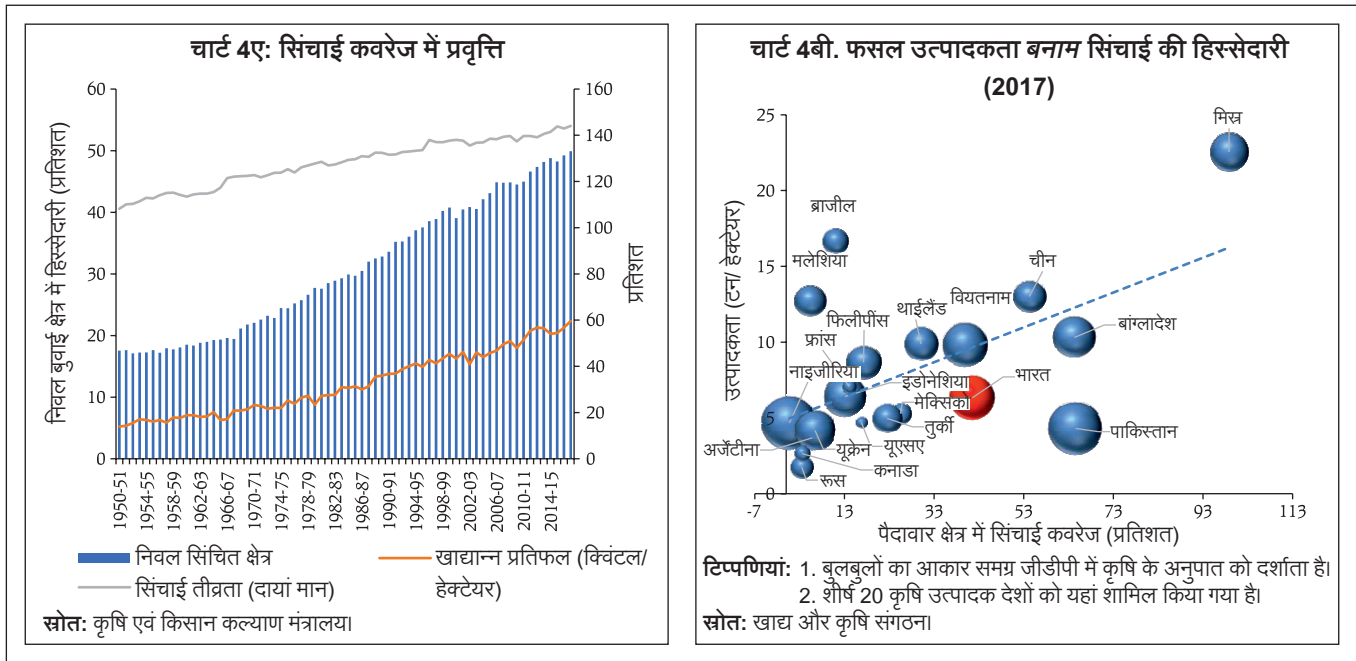 चार्ट 4ए: सिंचाई कवरेज में प्रवृत्ति
निवल बुवाई क्षेत्र में हिस्सेदारी (प्रतिशत)
60
50
40
30
20
10
0
160
140
120
100
80
60
40
20
0
प्रतिशत
1950-51
1954-55
1958-59
1962-63
1966-67
1970-71
1974-75
1978-79
1982-83
1986-87
1990-91
1994-95
1998-99
2002-03
2006-07
2010-11
2014-15
निवल सिंचित क्षेत्र
खाद्यान्न प्रतिफल (क्विंटल/
हेक्टेयर)
सिंचाई तीव्रता (दायां मान)
स्रोत: कृषि एवं किसान कल्याण मंत्रालय।
चार्ट 4बी. फसल उत्पादकता बनाम सिंचाई की हिस्सेदारी
(2017)
उत्पादकता (टन/ हेक्टेयर)
25
20
15
10
5
0
मिस्र
ब्राजील
मलेशिया
चीन
वियतनाम
थाईलैंड
फिलीपींस
बांग्लादेश
फ्रांस
नाइजीरिया
इंडोनेशिया
भारत
मेक्सिको
तुर्की
पाकिस्तान
अर्जेंटीना
यूक्रेन
यूएसए
कनाडा
रूस
-7 13 33 53 73 93 113
पैदावार क्षेत्र में सिंचाई कवरेज (प्रतिशत)
टिप्पणियां: 1. बुलबुलों का आकार समग्र जीडीपी में कृषि के अनुपात को दर्शाता है।
2. शीर्ष 20 कृषि उत्पादक देशों को यहां शामिल किया गया है।
स्रोत: खाद्य और कृषि संगठन।